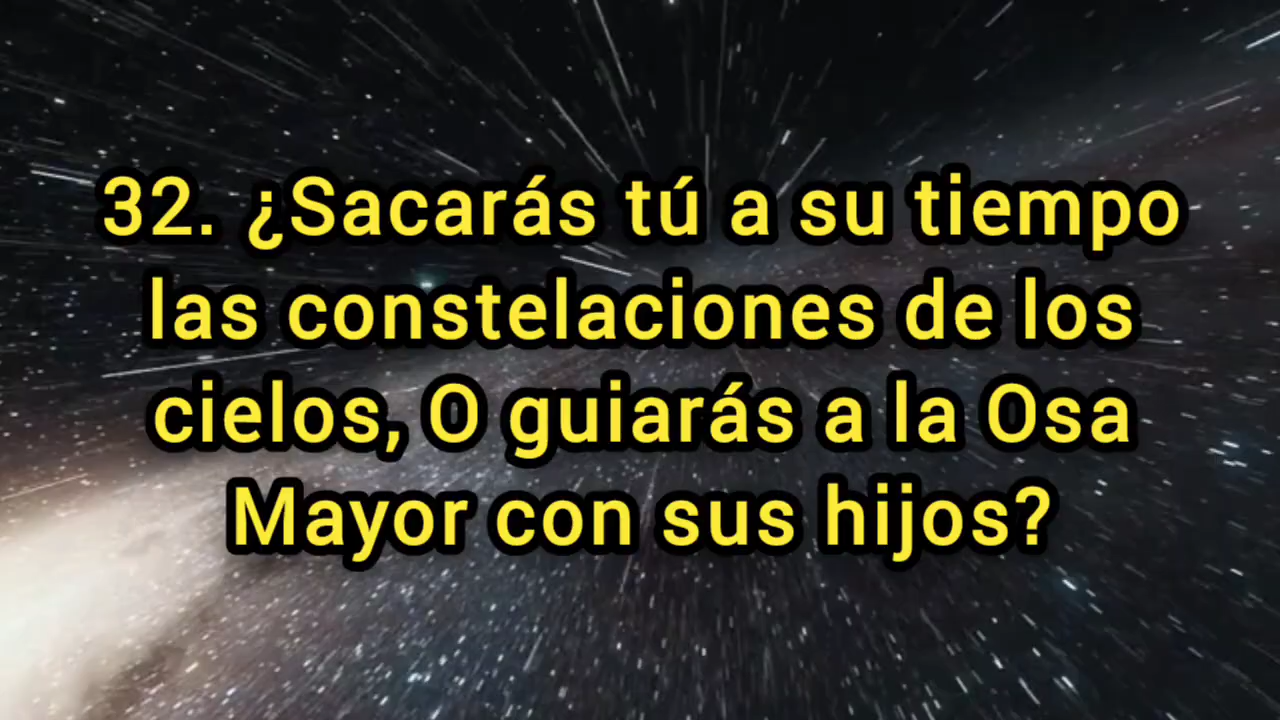 32. ¿Sacarás tú a su tiempo
las constelaciones de los
cielos, O guiarás a la Osa
Mayor con sus hijos?